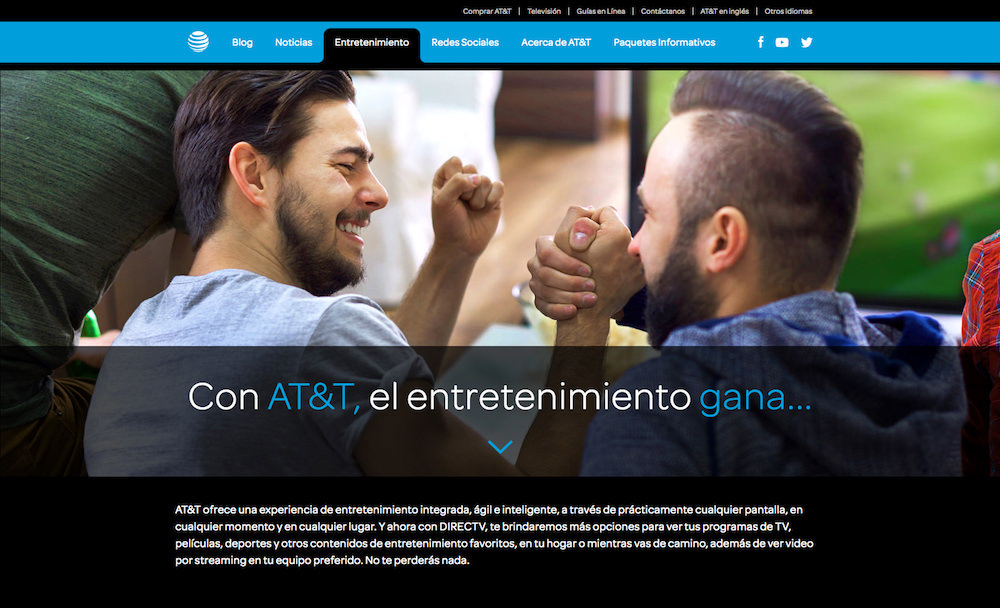 Comprar AT&T | Televisión | Guías en Línea | Contáctanos | AT&T en inglés | Otros Idiomas
Blog Noticias Entretenimiento Redes Sociales Acerca de AT&T Paquetes Informativos
Con AT&T, el entretenimiento gana...
AT&T ofrece una experiencia de entretenimiento integrada, ágil e inteligente, a través de prácticamente cualquier pantalla, en
cualquier momento y en cualquier lugar. Y ahora con DIRECTV, te brindaremos más opciones para ver tus programas de TV,
películas, deportes y otros contenidos de entretenimiento favoritos, en tu hogar o mientras vas de camino, además de ver video
por streaming en tu equipo preferido. No te perderás nada.